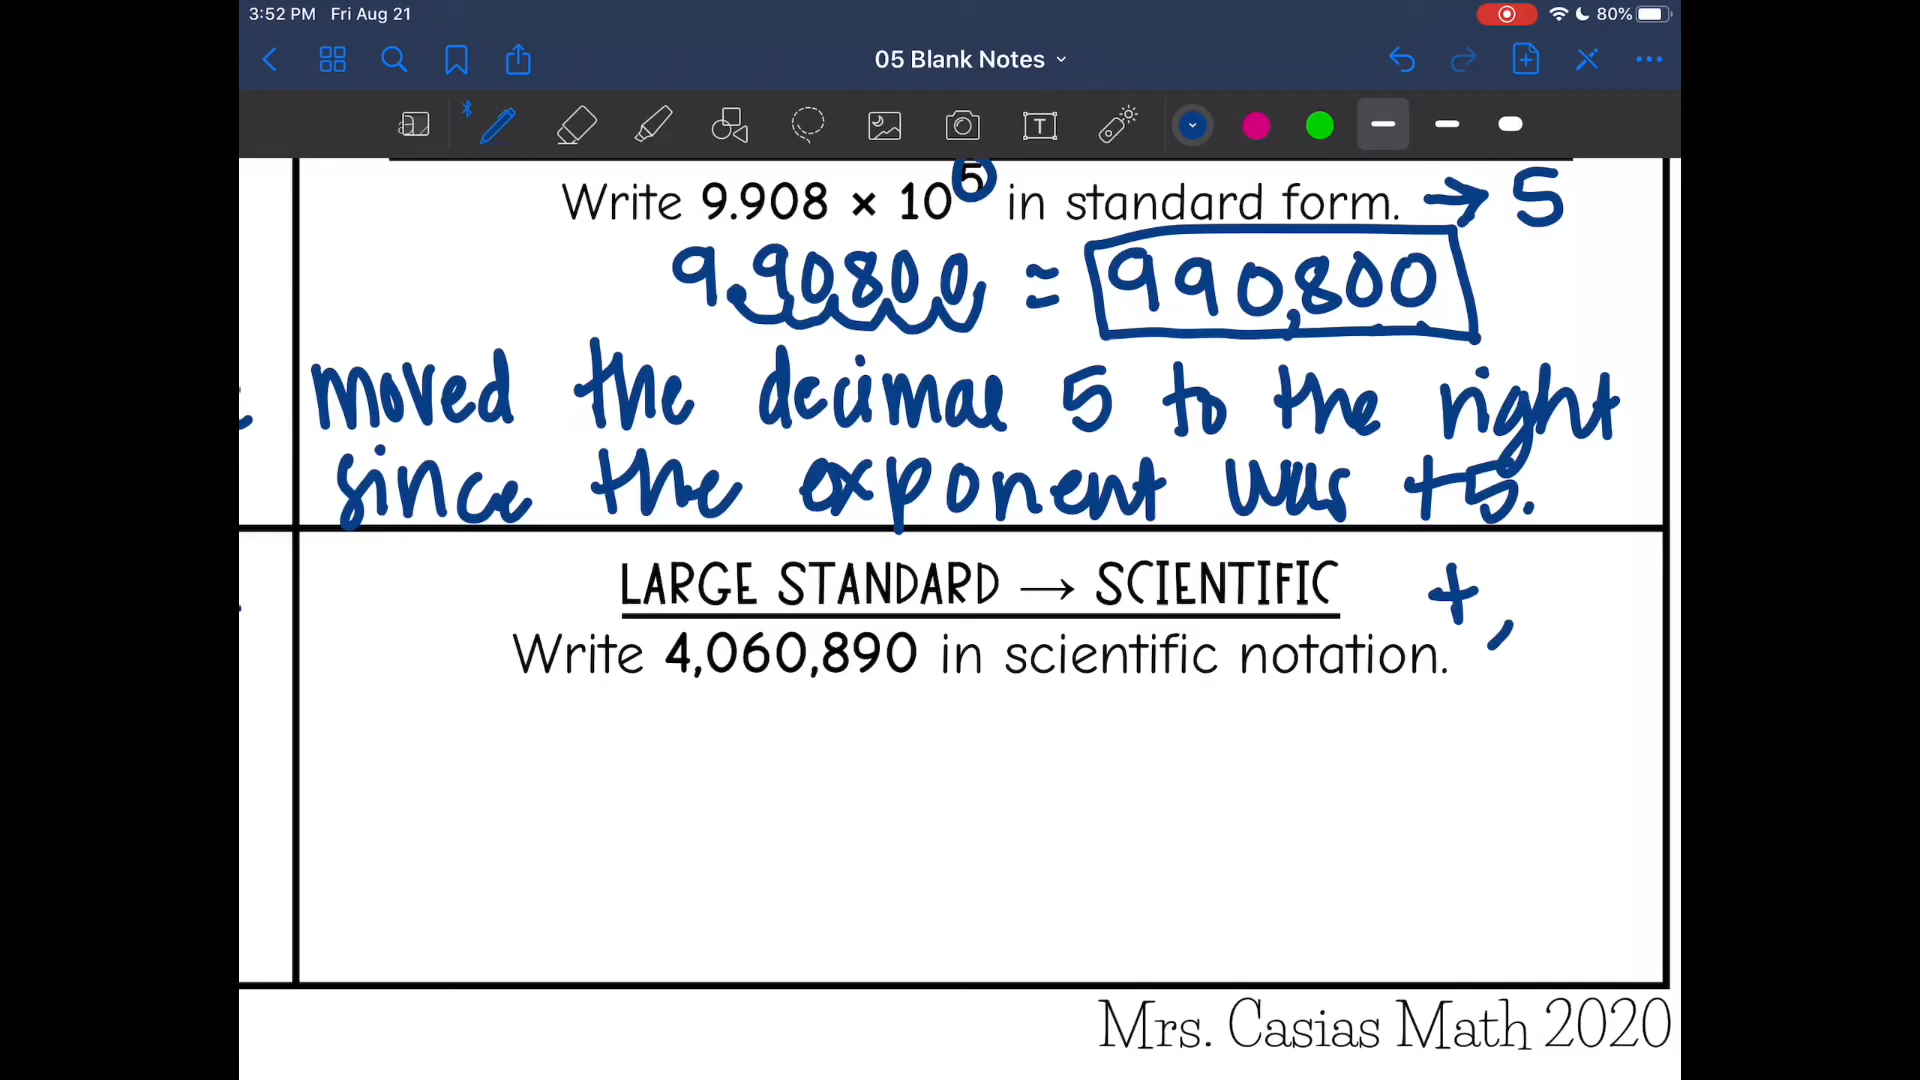 3:52 PM Fri Aug 21
80%
05 Blank Notes
Write 9.908 × 10⁵ in standard form. → 5
9.90800 = 990,800
moved the decimal 5 to the right
since the exponent was +5.
LARGE STANDARD → SCIENTIFIC +,
Write 4,060,890 in scientific notation.
Mrs. Casias Math 2020